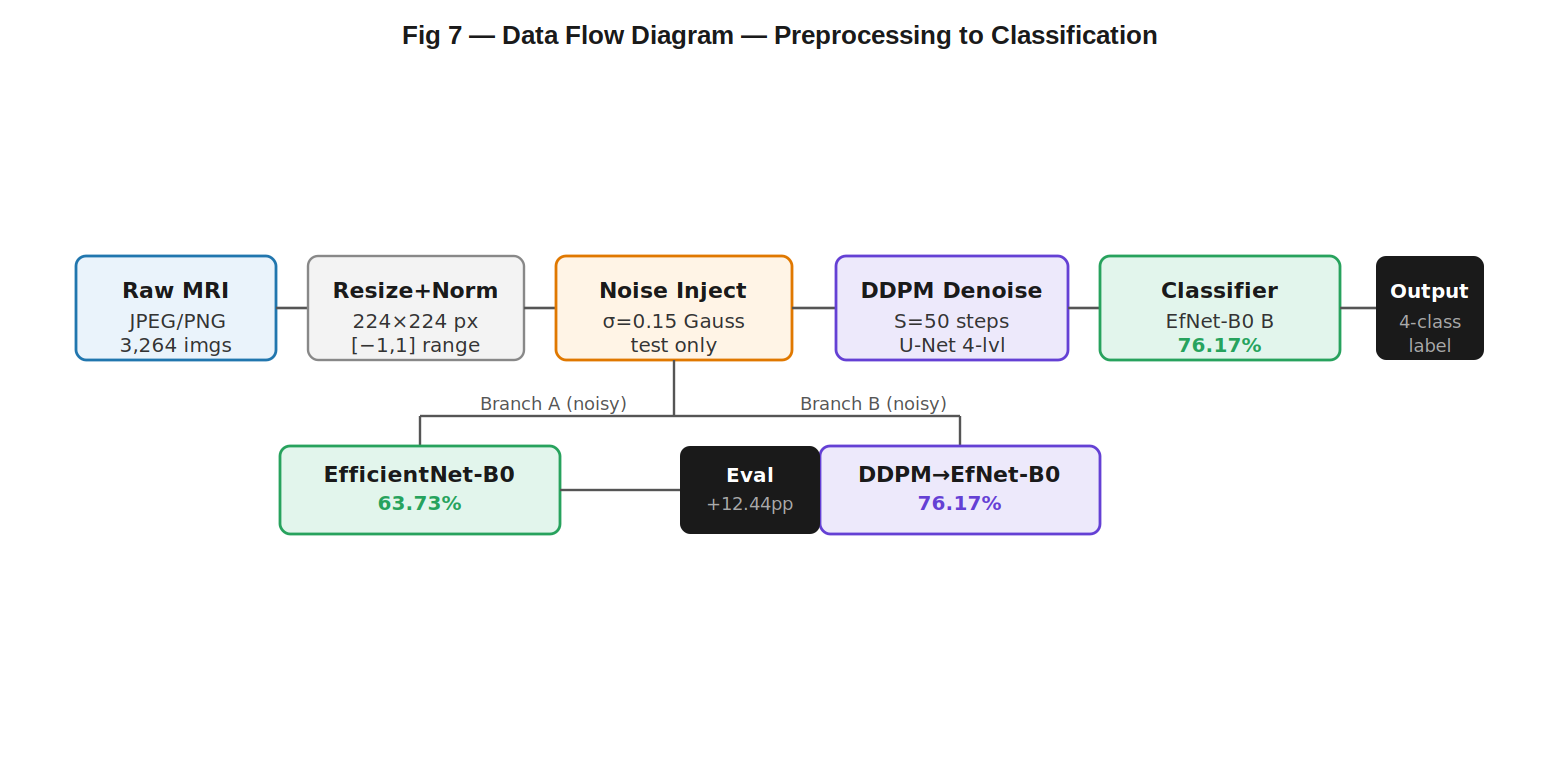 Fig 7 — Data Flow Diagram — Preprocessing to Classification
Raw MRI
JPEG/PNG
3,264 imgs
Resize+Norm
224×224 px
[−1,1] range
Noise Inject
σ=0.15 Gauss
test only
DDPM Denoise
S=50 steps
U-Net 4-lvl
Classifier
EfNet-B0 B
76.17%
Output
4-class
label
Branch A (noisy)
Branch B (noisy)
EfficientNet-B0
63.73%
Eval
+12.44pp
DDPM→EfNet-B0
76.17%